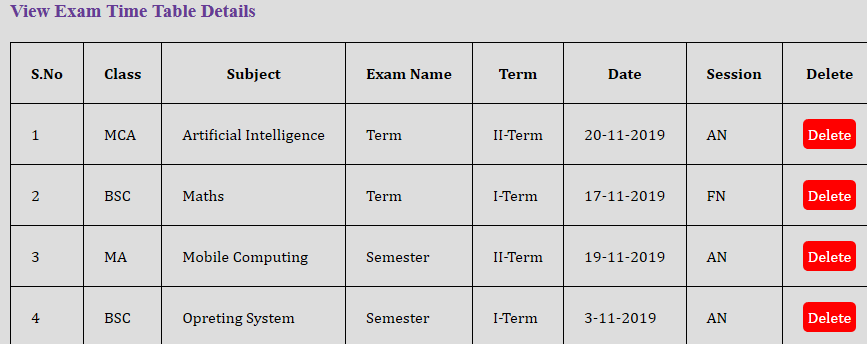 View Exam Time Table Details
S.No Class Subject Exam Name Term Date Session Delete
1 MCA Artificial Intelligence Term II-Term 20-11-2019 AN Delete
2 BSC Maths Term I-Term 17-11-2019 FN Delete
3 MA Mobile Computing Semester II-Term 19-11-2019 AN Delete
4 BSC Opreting System Semester I-Term 3-11-2019 AN Delete